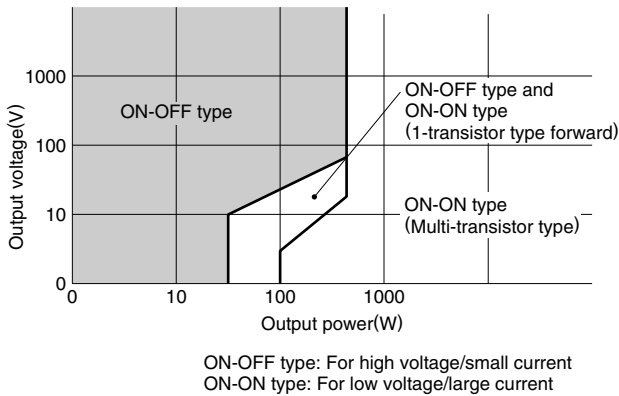 Output voltage(V)
1000
100
10
0
ON-OFF type
ON-OFF type and
ON-ON type
(1-transistor type forward)
ON-ON type
(Multi-transistor type)
0
10
100
1000
Output power(W)
ON-OFF type: For high voltage/small current
ON-ON type: For low voltage/large current